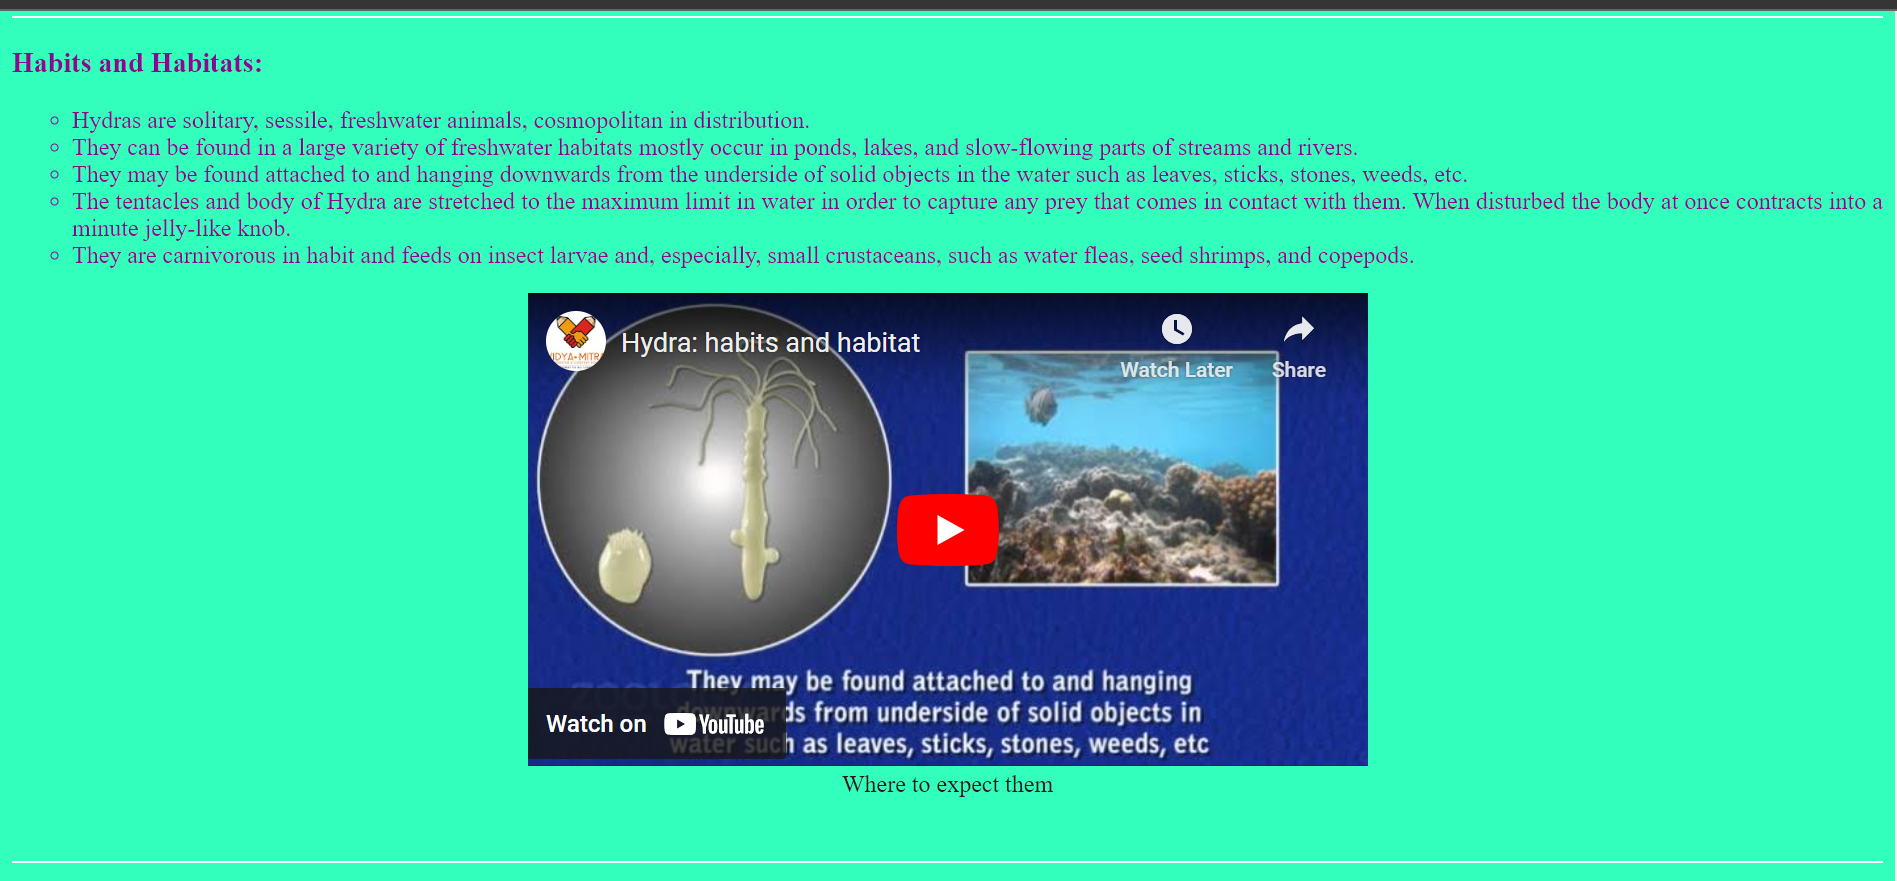 Habits and Habitats:
Hydras are solitary, sessile, freshwater animals, cosmopolitan in distribution.
They can be found in a large variety of freshwater habitats mostly occur in ponds, lakes, and slow-flowing parts of streams and rivers.
They may be found attached to and hanging downwards from the underside of solid objects in the water such as leaves, sticks, stones, weeds, etc.
The tentacles and body of Hydra are stretched to the maximum limit in water in order to capture any prey that comes in contact with them. When disturbed the body at once contracts into a
minute jelly-like knob.
They are carnivorous in habit and feeds on insect larvae and, especially, small crustaceans, such as water fleas, seed shrimps, and copepods.
Hydra: habits and habitat
Watch Later
Share
They may be found attached to and hanging
downwards from underside of solid objects in
water such as leaves, sticks, stones, weeds, etc
Watch on YouTube
Where to expect them